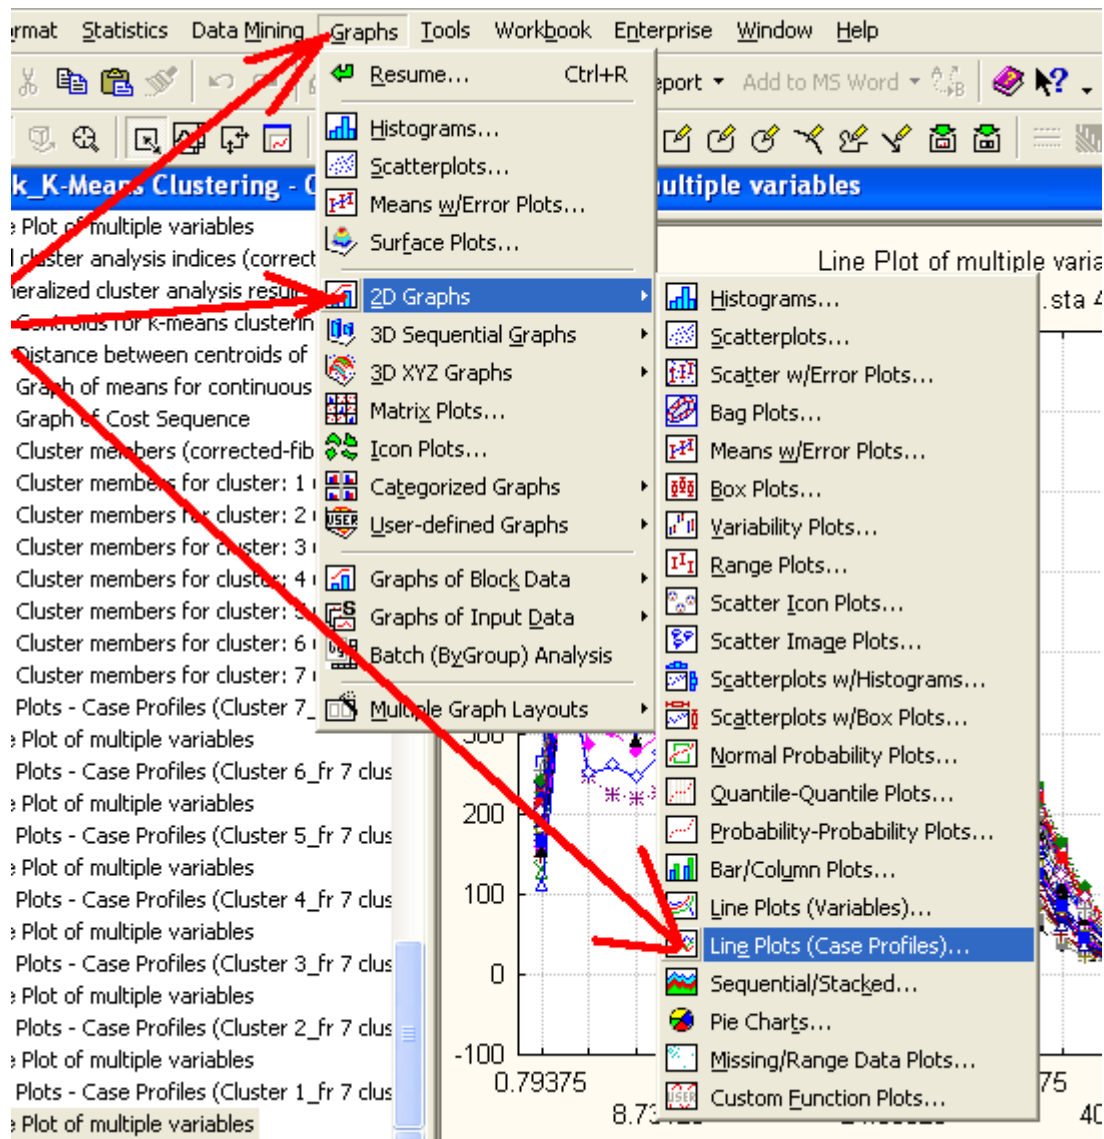 Statistics Data Mining Graphs Tools Workbook Enterprise Window Help
Resume... Ctrl+R
Add to MS Word
Histograms...
Scatterplots...
Means w/Error Plots...
Surface Plots...
2D Graphs
3D Sequential Graphs
3D XYZ Graphs
Matrix Plots...
Icon Plots...
Categorized Graphs
User-defined Graphs
Graphs of Block Data
Graphs of Input Data
Batch (ByGroup) Analysis
Multiple Graph Layouts
Histograms...
Scatterplots...
Scatter w/Error Plots...
Bag Plots...
Means w/Error Plots...
Box Plots...
Variability Plots...
Range Plots...
Scatter Icon Plots...
Scatter Image Plots...
Scatterplots w/Histograms...
Scatterplots w/Box Plots...
Normal Probability Plots...
Quantile-Quantile Plots...
Probability-Probability Plots...
Bar/Column Plots...
Line Plots (Variables)...
Line Plots (Case Profiles)...
Sequential/Stacked...
Pie Charts...
Missing/Range Data Plots...
Custom Function Plots...
K-Means Clustering -
multiple variables
Plot of multiple variables
cluster analysis indices (correct
cluster analysis
Centroids for k-means
Distance between centroids of
Graph of means for continuous
Graph of Cost Sequence
Cluster members (corrected-fib
Cluster members for cluster: 1
Cluster members for cluster: 2
Cluster members for cluster: 3
Cluster members for cluster: 4
Cluster members for cluster: 5
Cluster members for cluster: 6
Cluster members for cluster: 7
Plots - Case Profiles (Cluster 7_
Plot of multiple variables
Plots - Case Profiles (Cluster 6_fr 7 clus
Plot of multiple variables
Plots - Case Profiles (Cluster 5_fr 7 clus
Plot of multiple variables
Plots - Case Profiles (Cluster 4_fr 7 clus
Plot of multiple variables
Plots - Case Profiles (Cluster 3_fr 7 clus
Plot of multiple variables
Plots - Case Profiles (Cluster 2_fr 7 clus
Plot of multiple variables
Plots - Case Profiles (Cluster 1_fr 7 clus
Plot of multiple variables
Line Plot of multiple varia
.sta 4
300
200
100
0
-100
0.79375